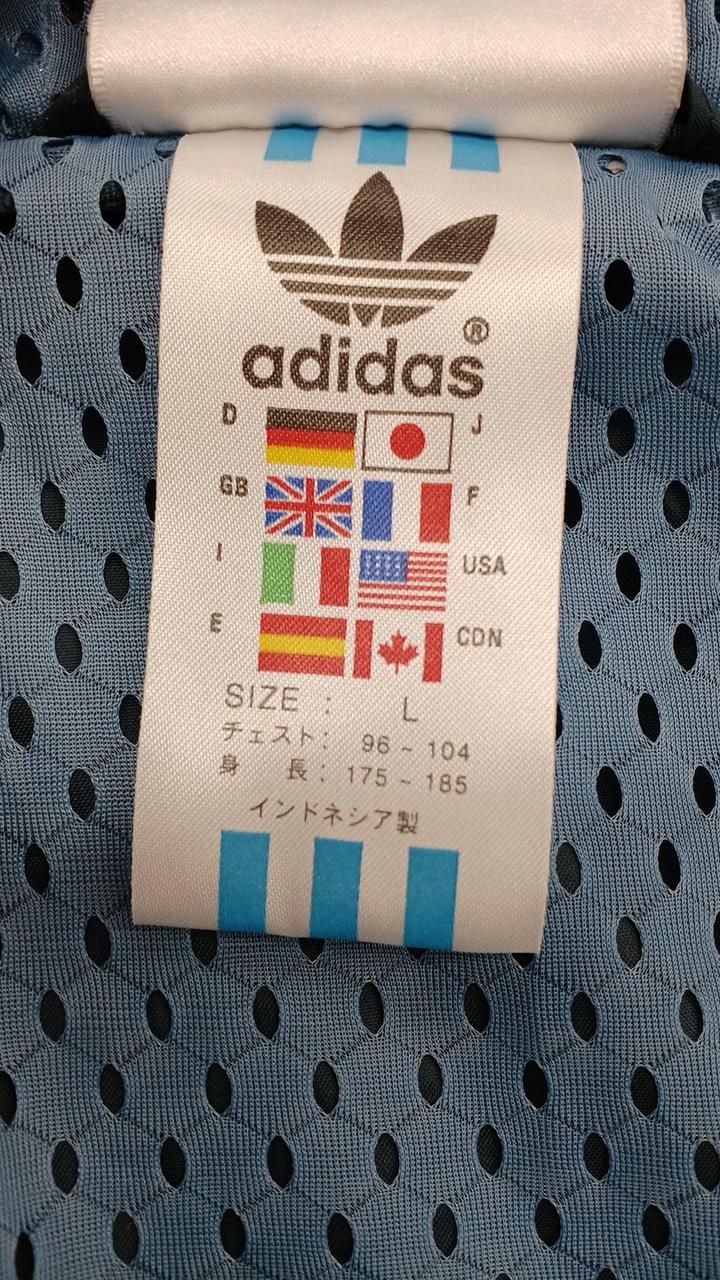 ®
adidas
D J
GB F
I USA
E CDN
SIZE : L
チェスト: 96 ~ 104
身 長: 175 ~ 185
インドネシア製